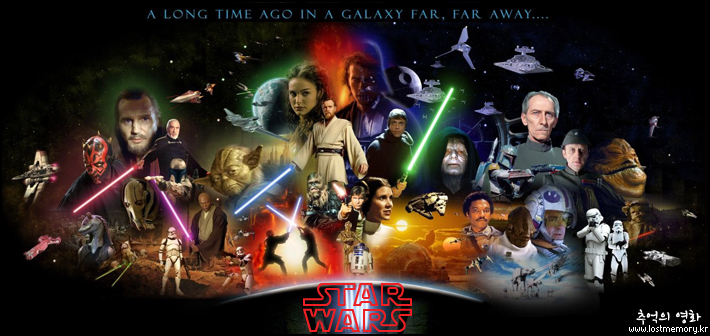 A LONG TIME AGO IN A GALAXY FAR, FAR AWAY....
STAR
WARS
추억의 영화
www.lostmemory.kr